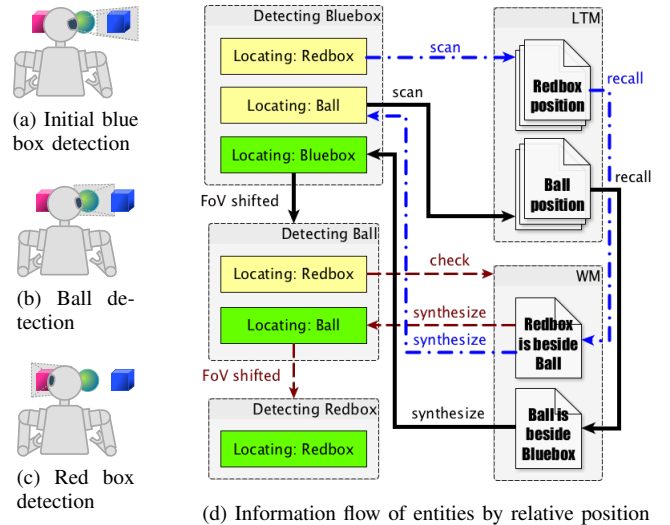 (a) Initial blue
box detection
(b) Ball de-
tection
(c) Red box
detection
Detecting Bluebox
Locating: Redbox
Locating: Ball
Locating: Bluebox
FoV shifted
Detecting Ball
Locating: Redbox
Locating: Ball
FoV shifted
Detecting Redbox
Locating: Redbox
scan
scan
check
synthesize
synthesize
synthesize
LTM
Redbox
position
recall
Ball
position
recall
WM
Redbox
is beside
Ball
Ball is
beside
Bluebox
(d) Information flow of entities by relative position